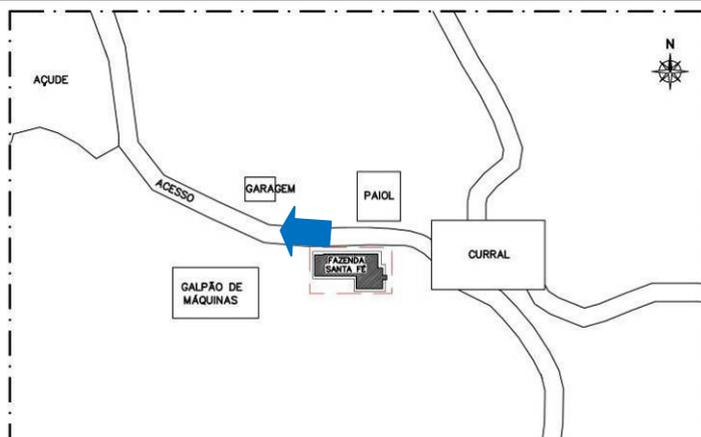 N
AÇUDE
ACESSO
GARAGEM
PAIOL
CURRAL
FAZENDA
SANTA FÉ
GALPÃO DE
MÁQUINAS